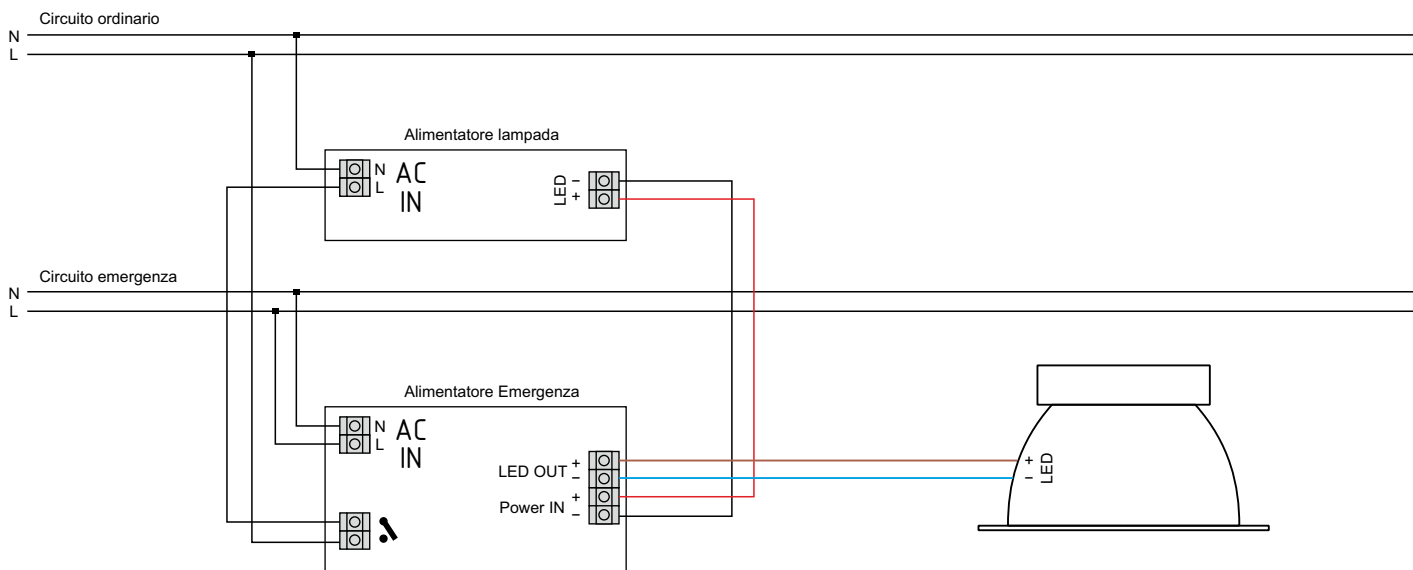 Circuito ordinario
N
L
Alimentatore lampada
N
L
AC
IN
LED
−
+
Circuito emergenza
N
L
Alimentatore Emergenza
N
L
AC
IN
LED OUT
+
−
Power IN
+
−
+
−
LED